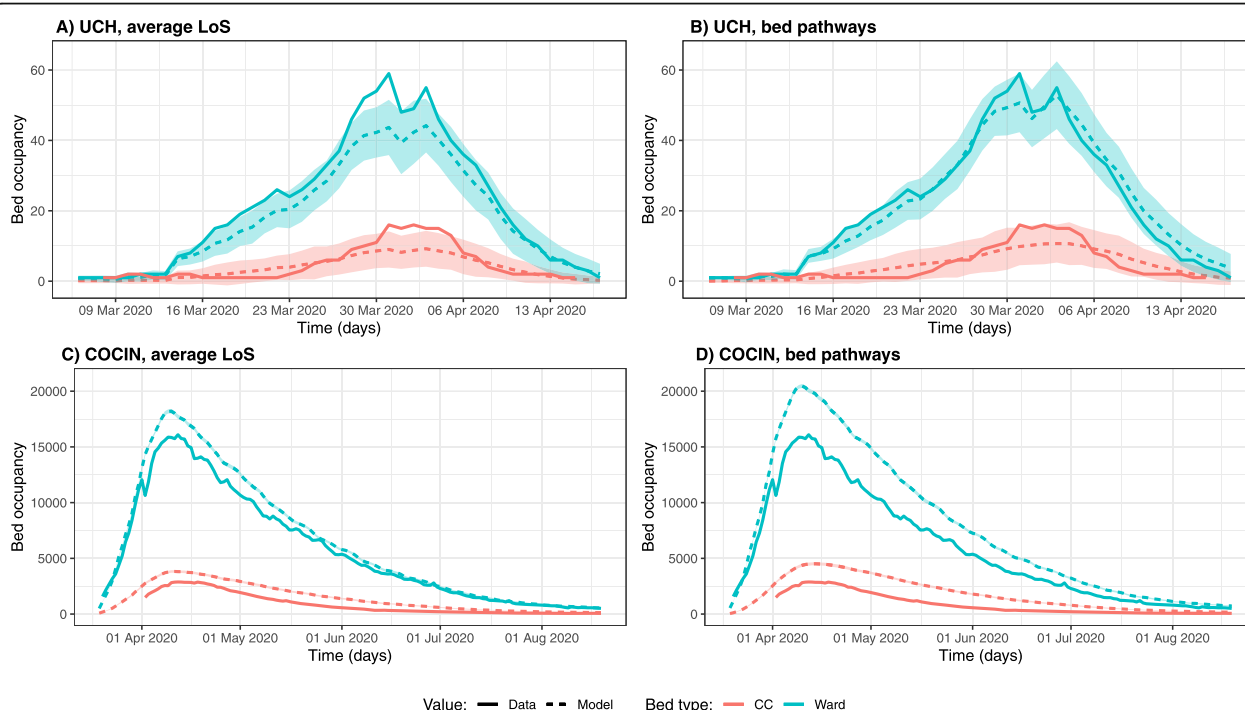 A) UCH, average LoS
B) UCH, bed pathways
Bed occupancy
60
40
20
0
09 Mar 2020 16 Mar 2020 23 Mar 2020 30 Mar 2020 06 Apr 2020 13 Apr 2020
Time (days)
Bed occupancy
60
40
20
0
09 Mar 2020 16 Mar 2020 23 Mar 2020 30 Mar 2020 06 Apr 2020 13 Apr 2020
Time (days)
C) COCIN, average LoS
D) COCIN, bed pathways
Bed occupancy
20000
15000
10000
5000
0
01 Apr 2020 01 May 2020 01 Jun 2020 01 Jul 2020 01 Aug 2020
Time (days)
Bed occupancy
20000
15000
10000
5000
0
01 Apr 2020 01 May 2020 01 Jun 2020 01 Jul 2020 01 Aug 2020
Time (days)
Value: Data Model Bed type: CC Ward